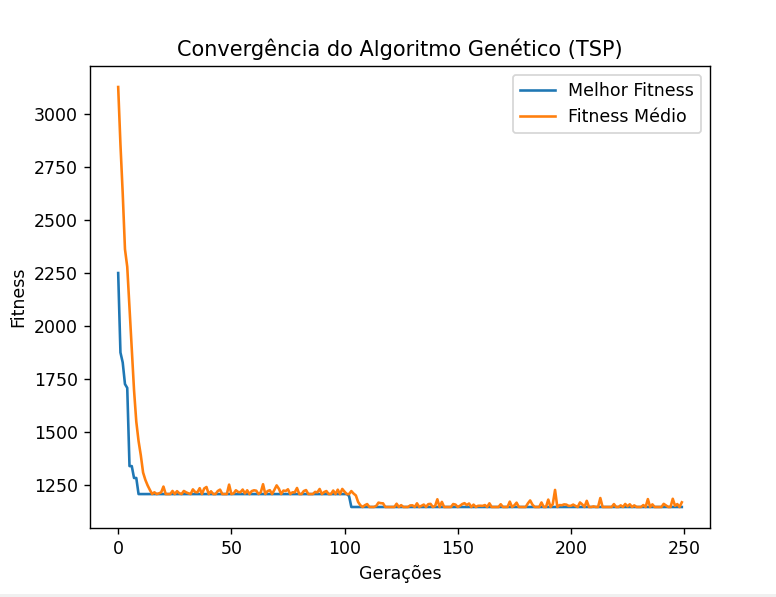 Convergência do Algoritmo Genético (TSP)
Melhor Fitness
Fitness Médio
Fitness
3000
2750
2500
2250
2000
1750
1500
1250
0
50
100
150
200
250
Gerações